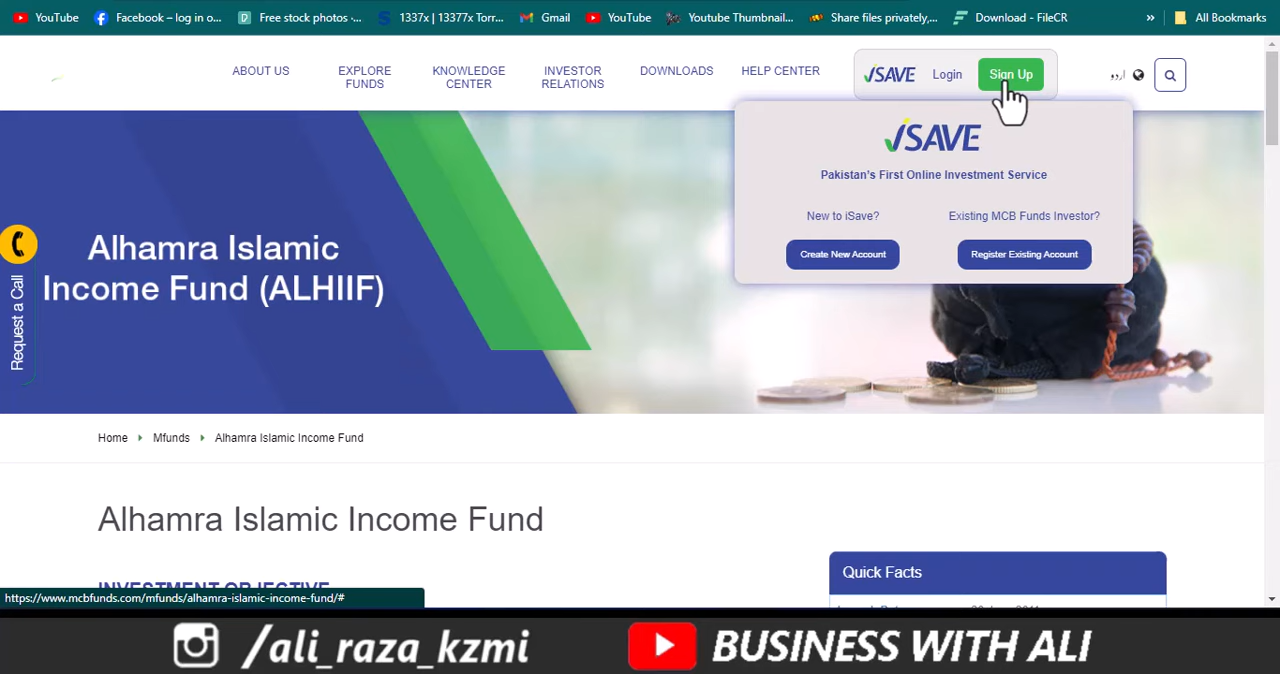 YouTube
Facebook – log in o...
Free stock photos ·...
1337x | 13377x Torr...
Gmail
YouTube
Youtube Thumbnail...
Share files privately,...
Download - FileCR
»
All Bookmarks
ABOUT US
EXPLORE
FUNDS
KNOWLEDGE
CENTER
INVESTOR
RELATIONS
DOWNLOADS
HELP CENTER
iSAVE
Login
Sign Up
اردو
iSAVE
Pakistan's First Online Investment Service
New to iSave?
Existing MCB Funds Investor?
Create New Account
Register Existing Account
Request a Call
Alhamra Islamic
Income Fund (ALHIIF)
Home
Mfunds
Alhamra Islamic Income Fund
Alhamra Islamic Income Fund
INVESTMENT OBJECTIVE
Quick Facts
https://www.mcbfunds.com/mfunds/alhamra-islamic-income-fund/#
/ali_raza_kzmi
BUSINESS WITH ALI